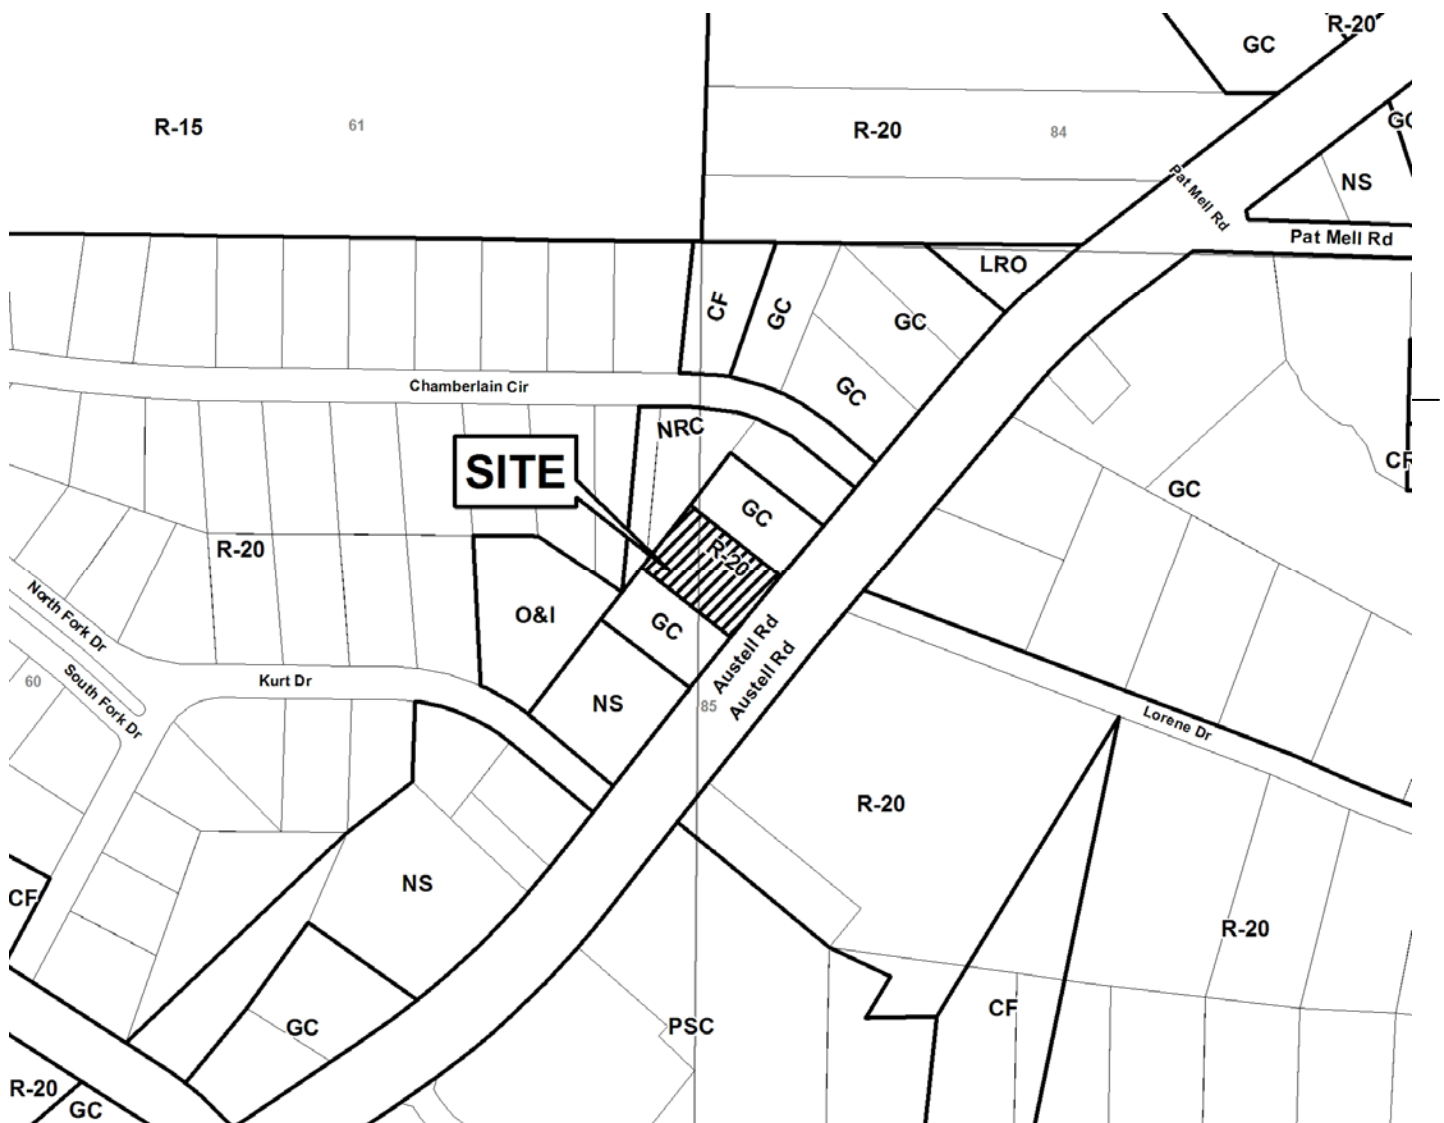 R-20
GC
R-15
61
R-20
84
GC
NS
Pat Mell Rd
Pat Mell Rd
LRO
CF
GC
GC
GC
Chamberlain Cir
NRC
SITE
GC
GC
R-20
R-20
North Fork Dr
O&I
GC
Austell Rd
Austell Rd
60
South Fork Dr
Kurt Dr
NS
85
Lorene Dr
R-20
NS
CF
R-20
CF
GC
PSC
R-20
GC